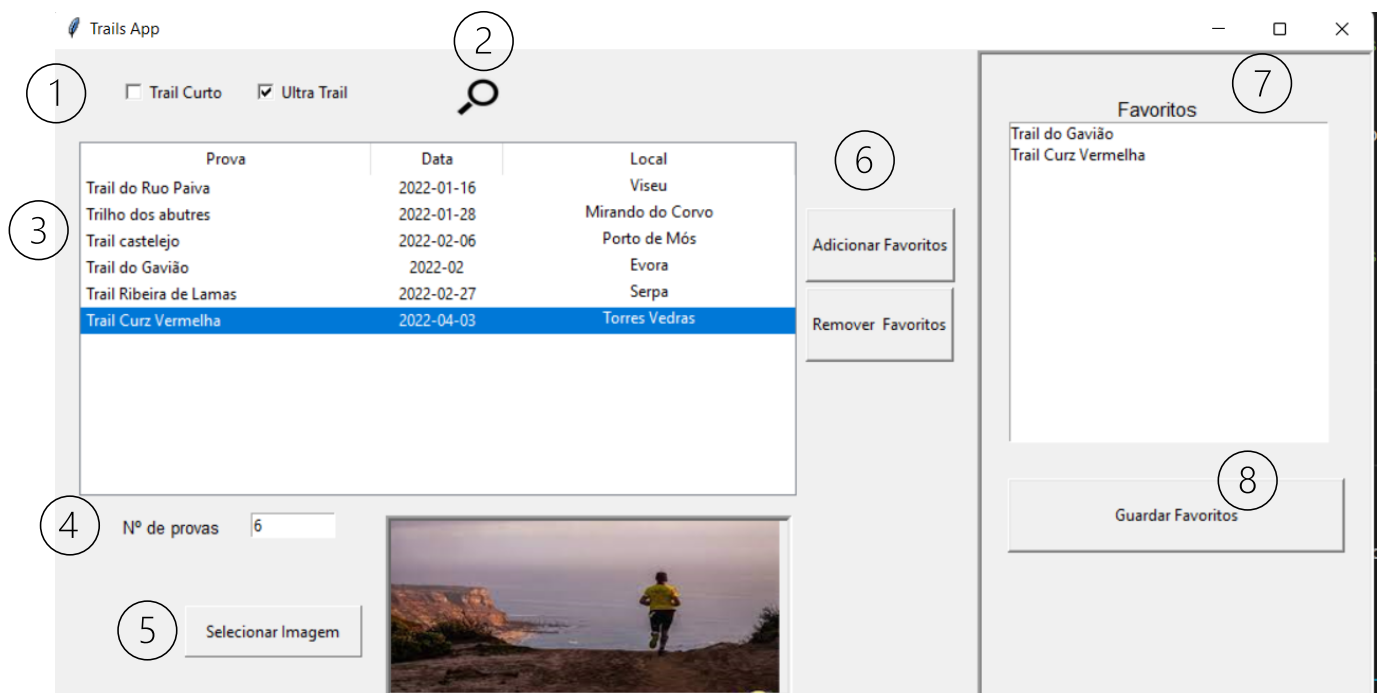 Trails App
2
1
Trail Curto
Ultra Trail
7
Favoritos
Trail do Gavião
Trail Curz Vermelha
Prova Data Local
Trail do Ruo Paiva 2022-01-16 Viseu
Trilho dos abutres 2022-01-28 Mirando do Corvo
Trail castelejo 2022-02-06 Porto de Mós
Trail do Gavião 2022-02 Evora
Trail Ribeira de Lamas 2022-02-27 Serpa
Trail Curz Vermelha 2022-04-03 Torres Vedras
3
6
Adicionar Favoritos
Remover Favoritos
8
Guardar Favoritos
4
Nº de provas 6
5
Selecionar Imagem